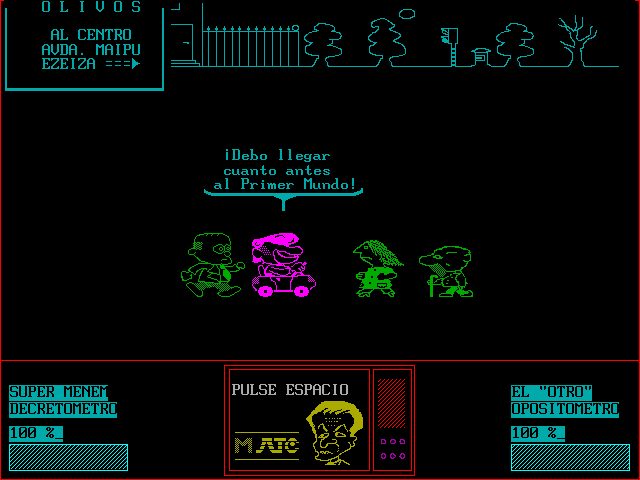 OLIVOS
AL CENTRO
AVDA. MAIPU
EZEIZA ===►
¡Debo llegar
cuanto antes
al Primer Mundo!
SUPER MENEM
DECRETOMETRO
100 %_
PULSE ESPACIO
M ATC
EL "OTRO"
OPOSITOMETRO
100 %_